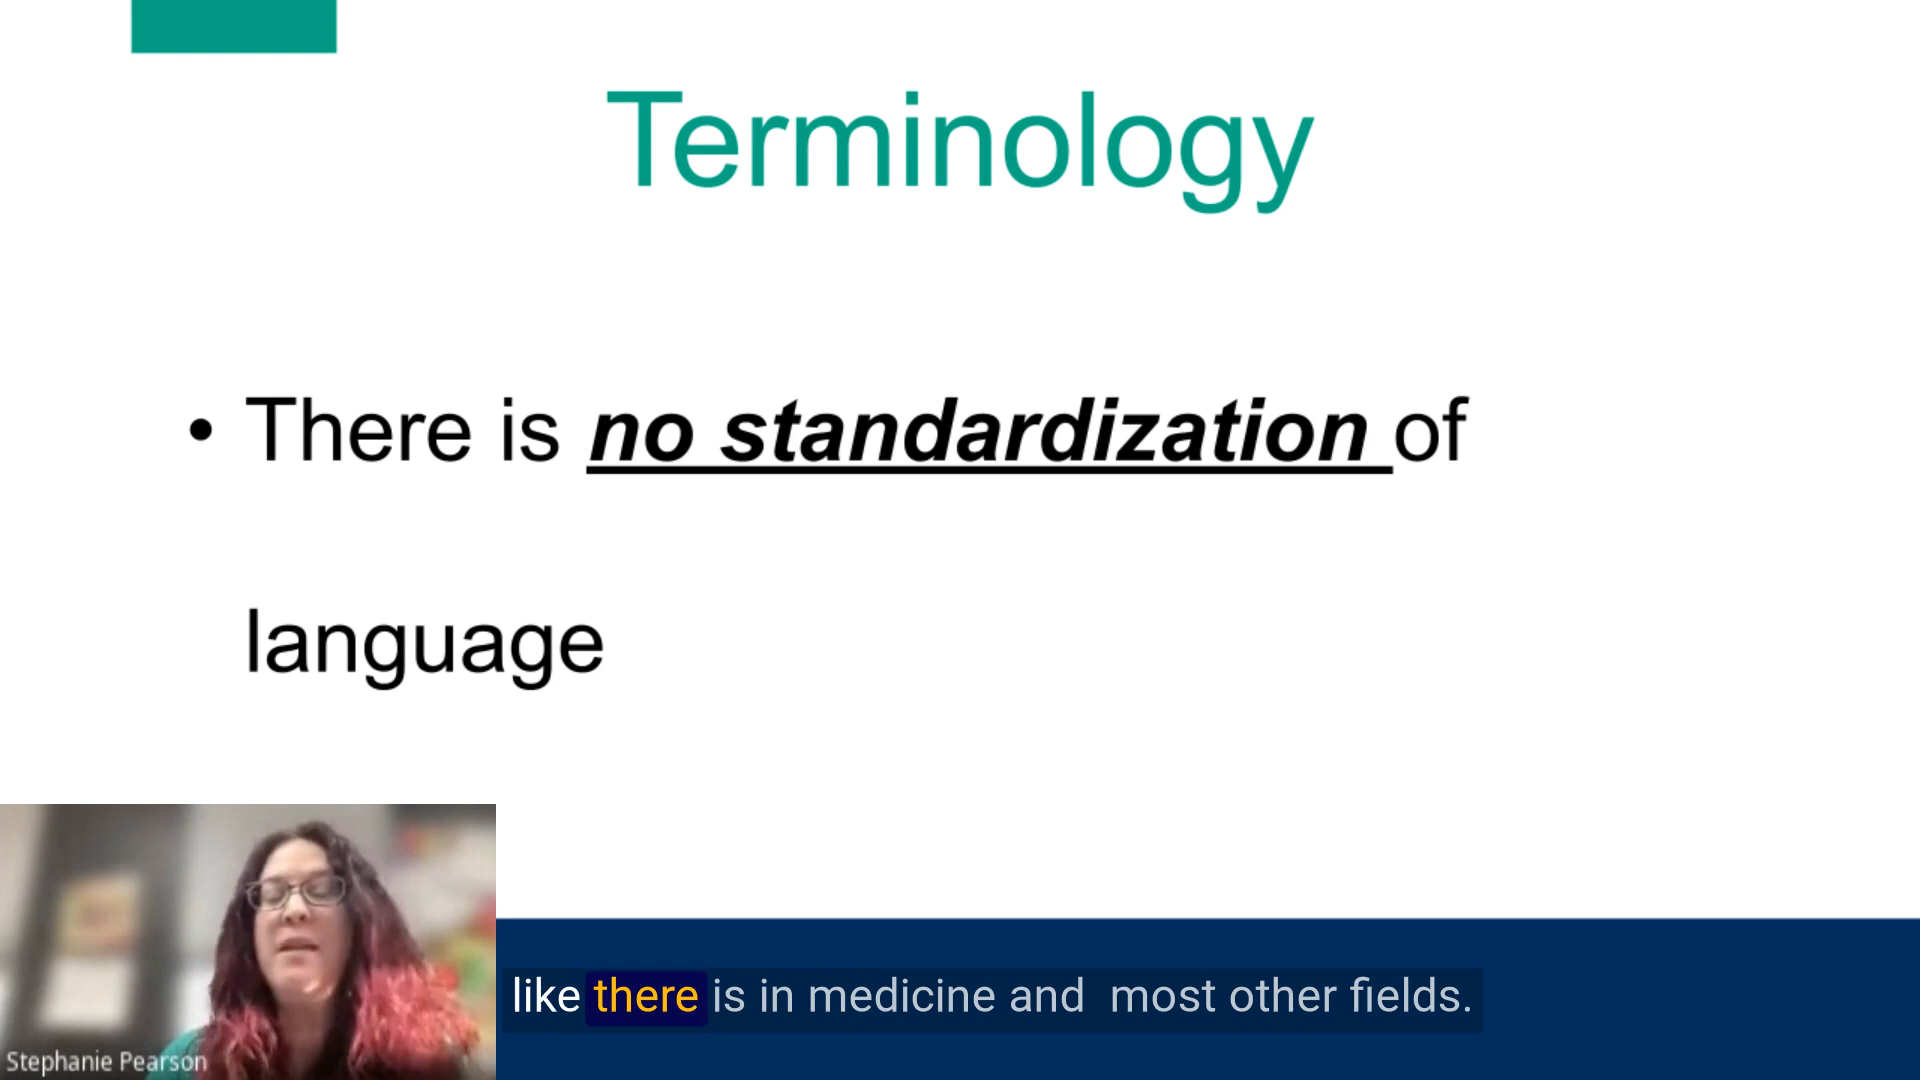 Terminology
• There is no standardization of
language
Stephanie Pearson
like there is in medicine and  most other fields.